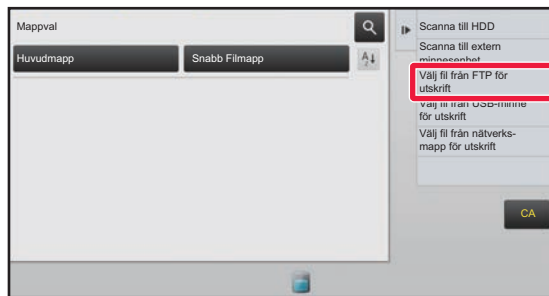 Mappval
Huvudmapp
Snabb Filmapp
Scanna till HDD
Scanna till extern
minnesenhet
Välj fil från FTP för
utskrift
Välj fil från USB-minne
för utskrift
Välj fil från nätverks-
mapp för utskrift
CA